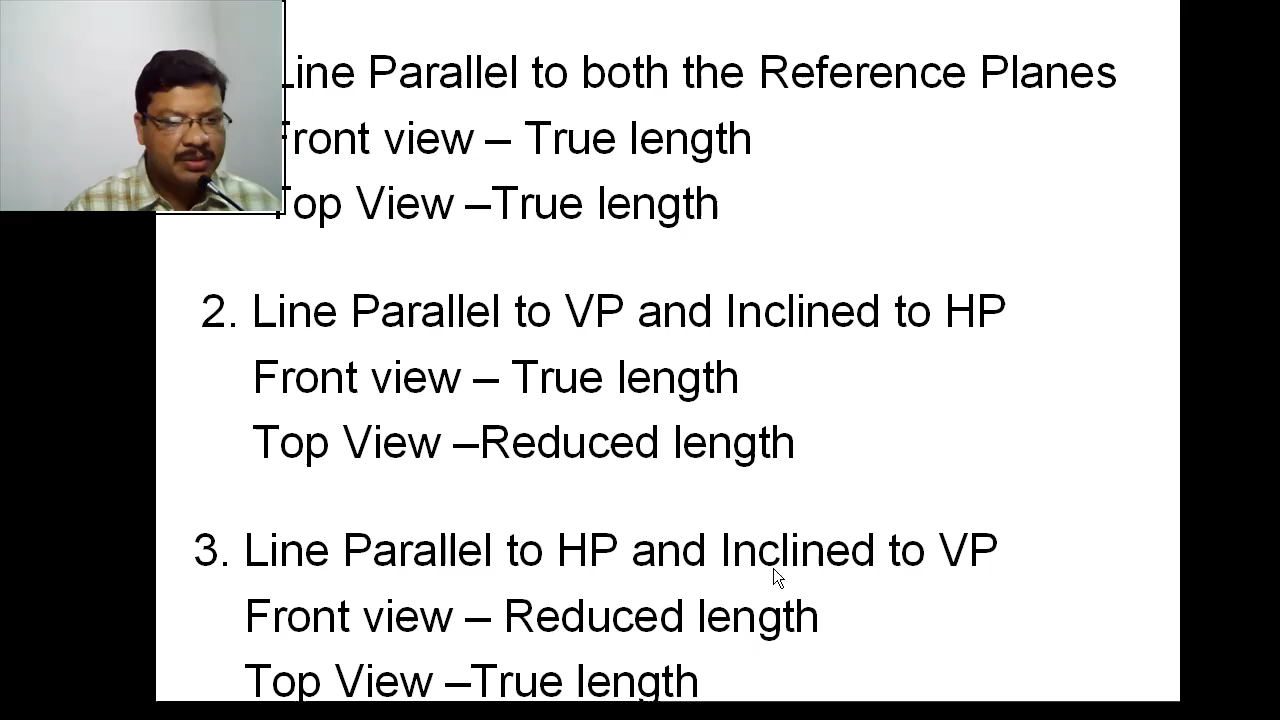 Line Parallel to both the Reference Planes
Front view – True length
Top View –True length
2. Line Parallel to VP and Inclined to HP
Front view – True length
Top View –Reduced length
3. Line Parallel to HP and Inclined to VP
Front view – Reduced length
Top View –True length